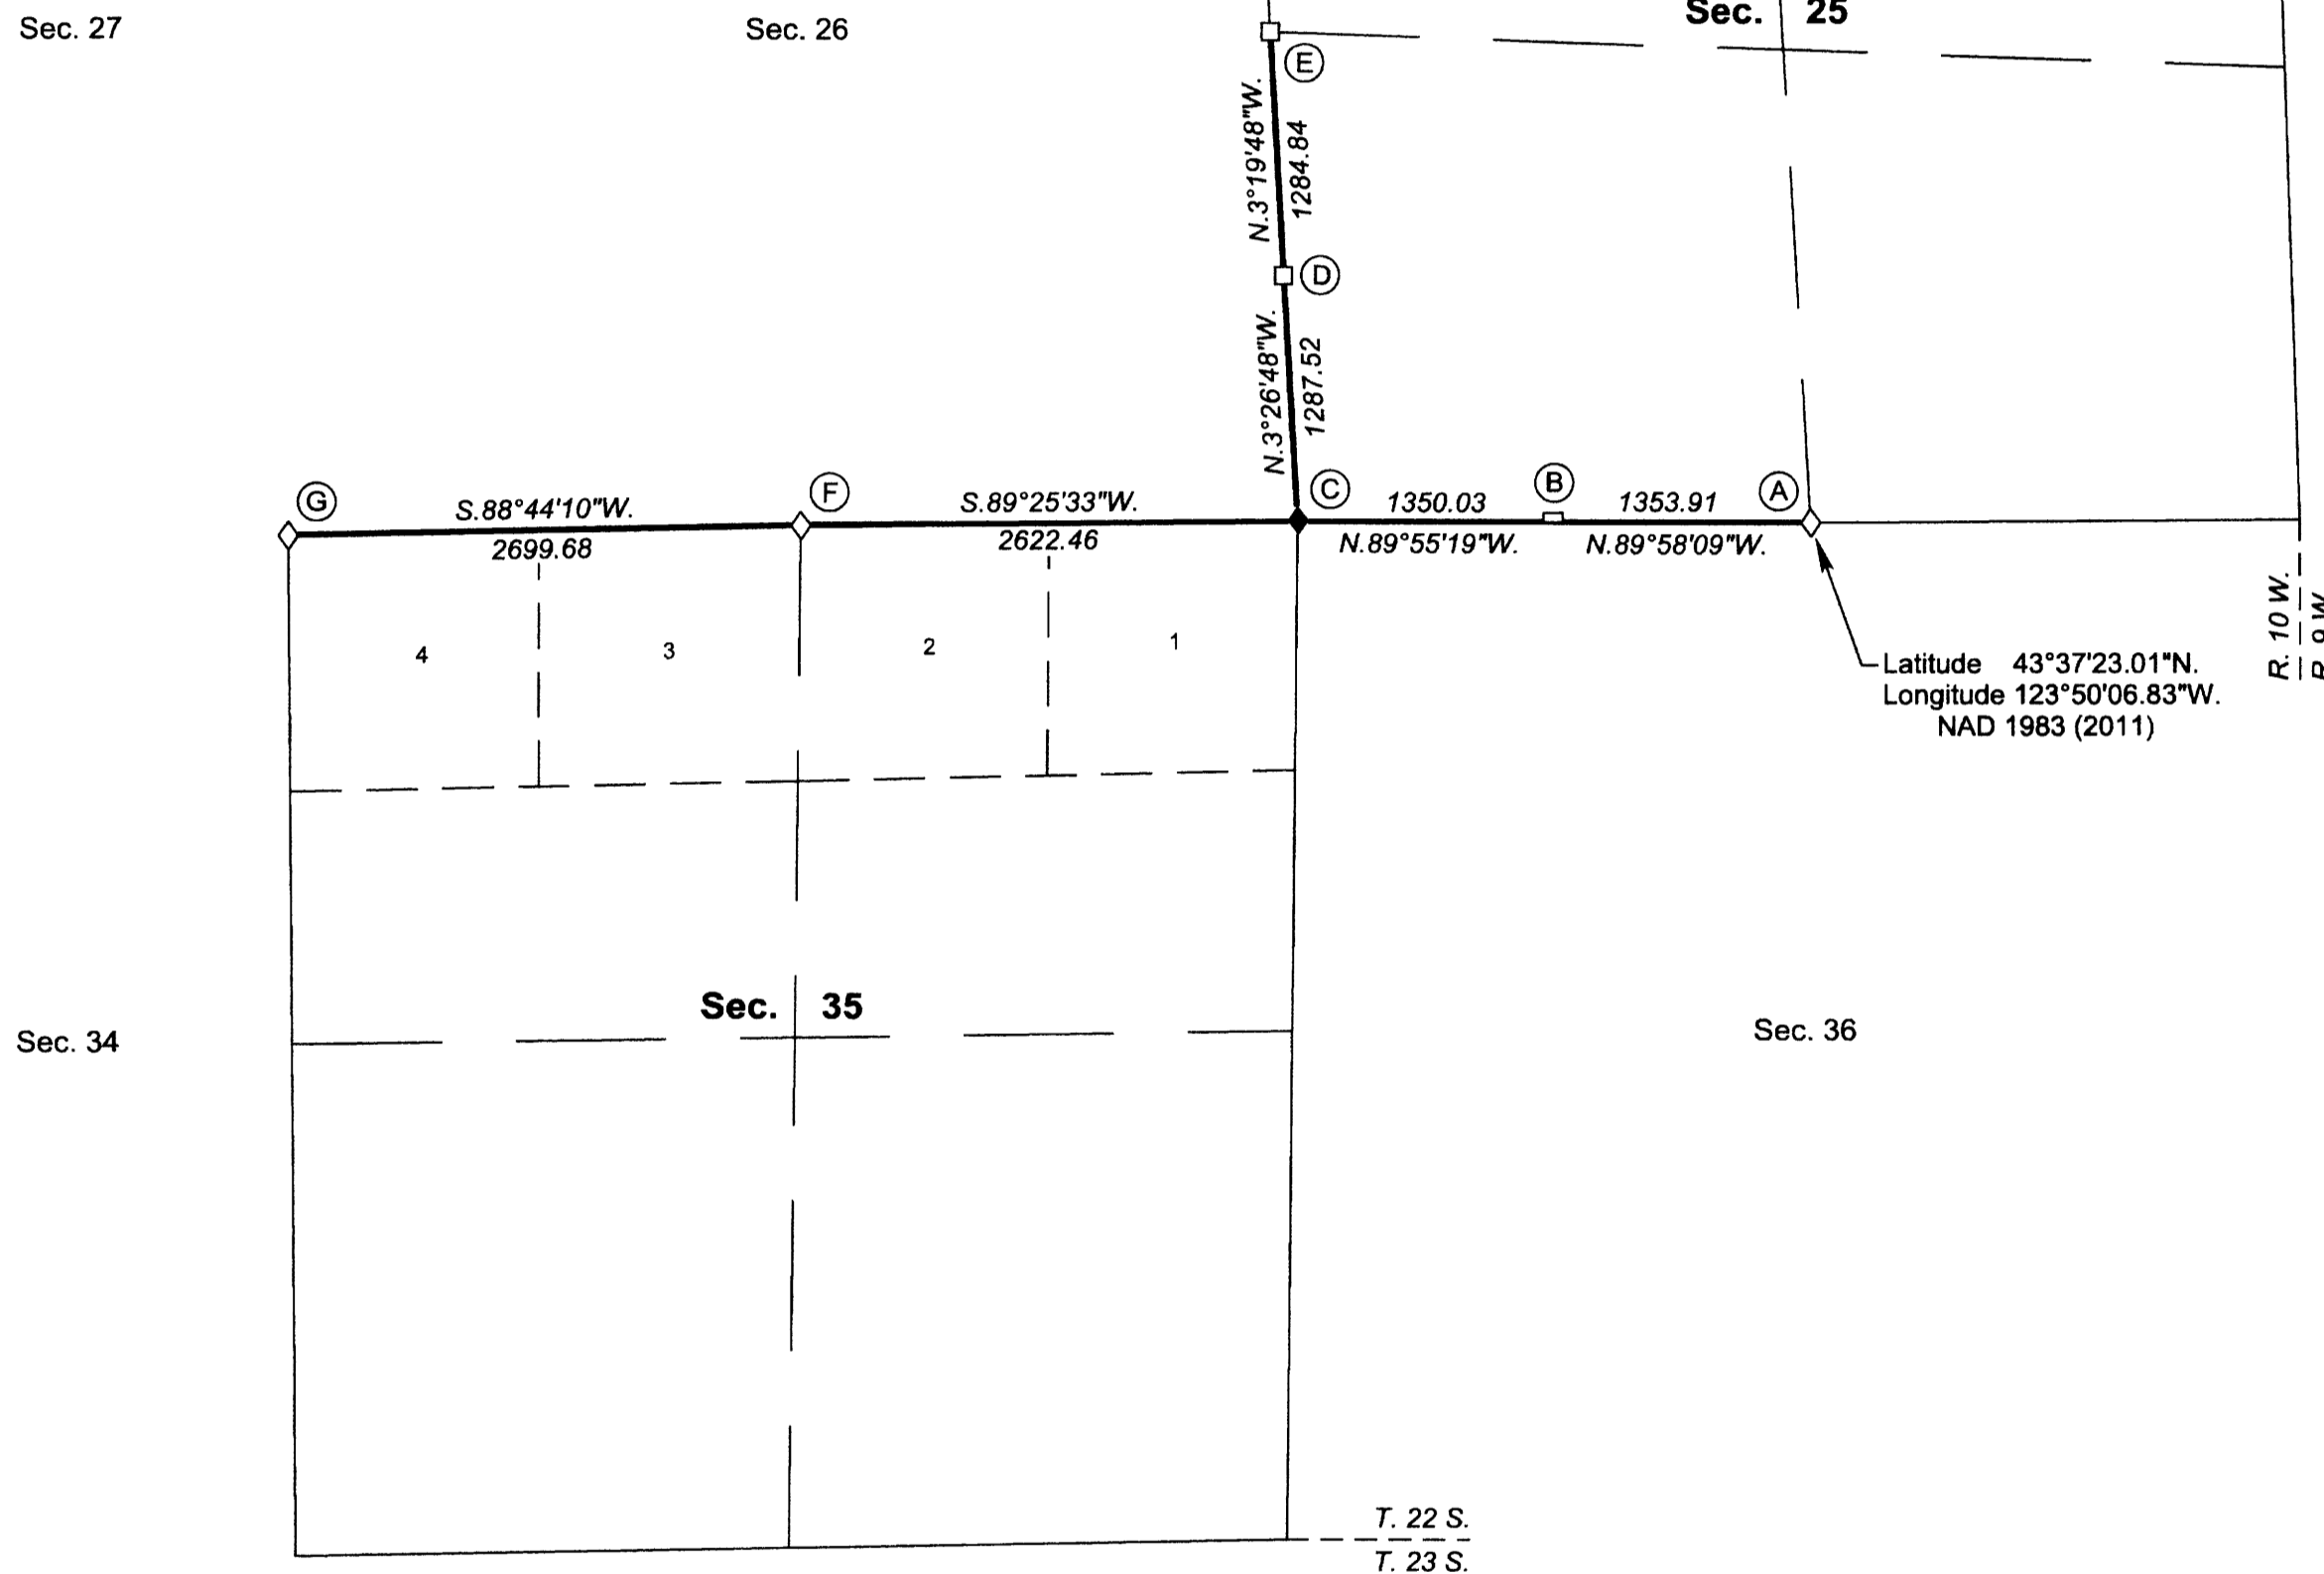 Sec. 27
Sec. 26
Sec. 25
E
N.3°19'48"W.
1284.84
D
N.3°26'48"W.
1287.52
G
S.88°44'10"W.
2699.68
F
S.89°25'33"W.
2622.46
C
1350.03
N.89°55'19"W.
B
1353.91
N.89°58'09"W.
A
4
3
2
1
Latitude 43°37'23.01"N.
Longitude 123°50'06.83"W.
NAD 1983 (2011)
R. 10 W.
Sec. 35
Sec. 34
Sec. 36
T. 22 S.
T. 23 S.